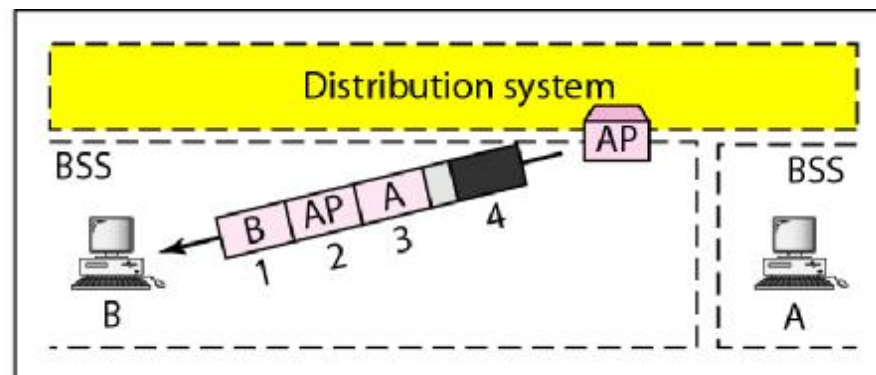 Distribution system
AP
BSS
BSS
B AP A
1 2 3 4
B
A